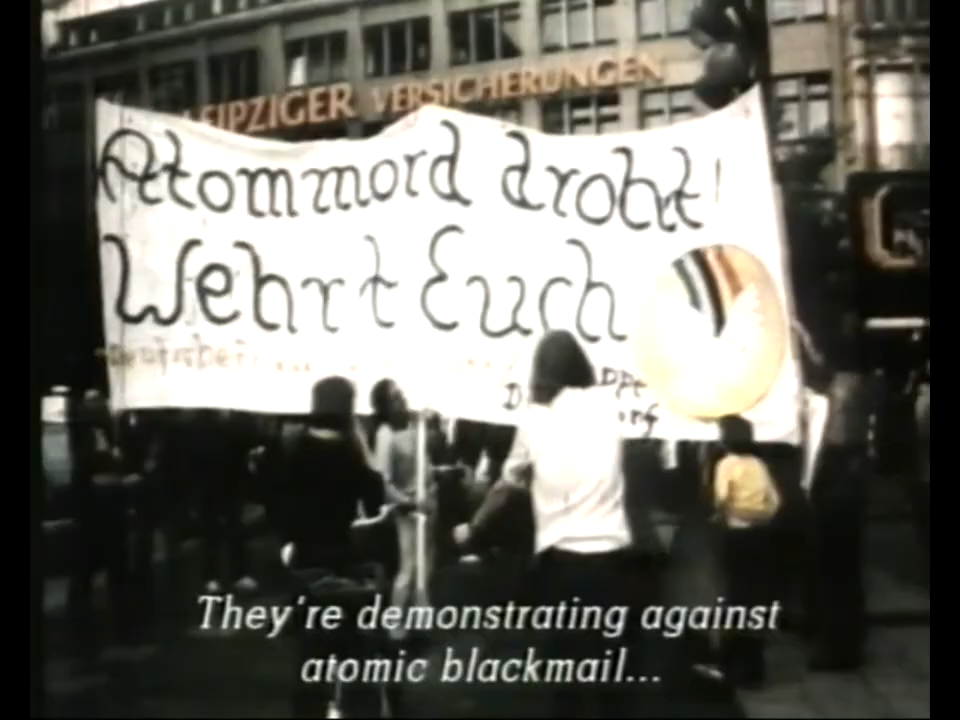 LEIPZIGER VERSICHERUNGEN
Atommord droht!
Wehrt Euch
They're demonstrating against
atomic blackmail...